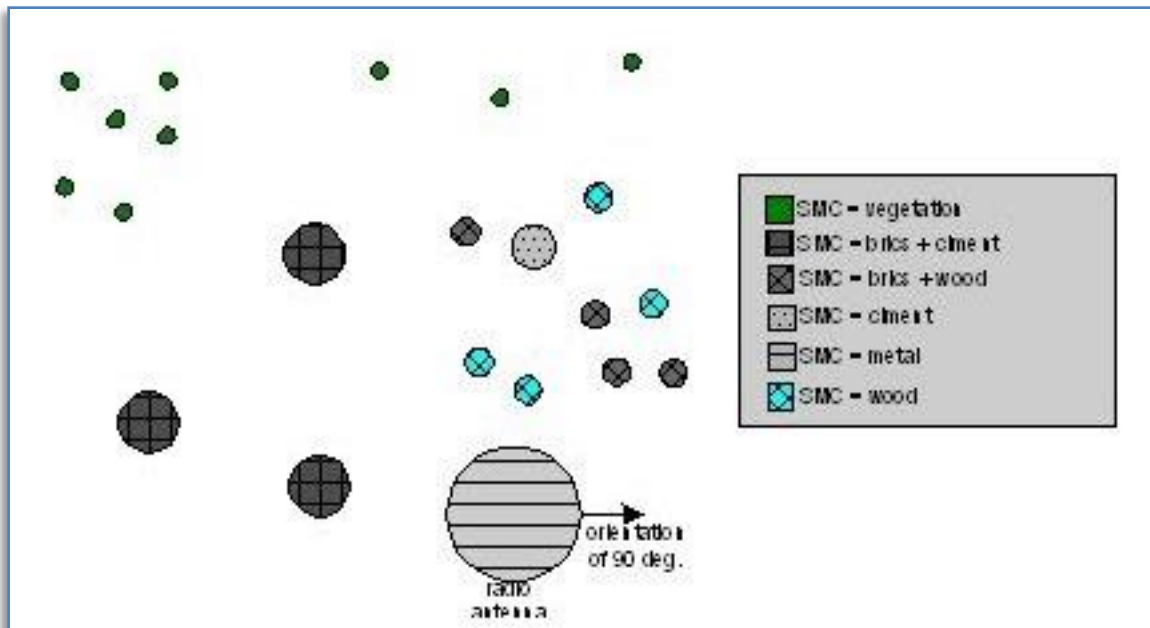 SMC = vegetation
SMC = brics + ciment
SMC = brics + wood
SMC = ciment
SMC = metal
SMC = wood
orientation
of 90 deg.
radio
antenna